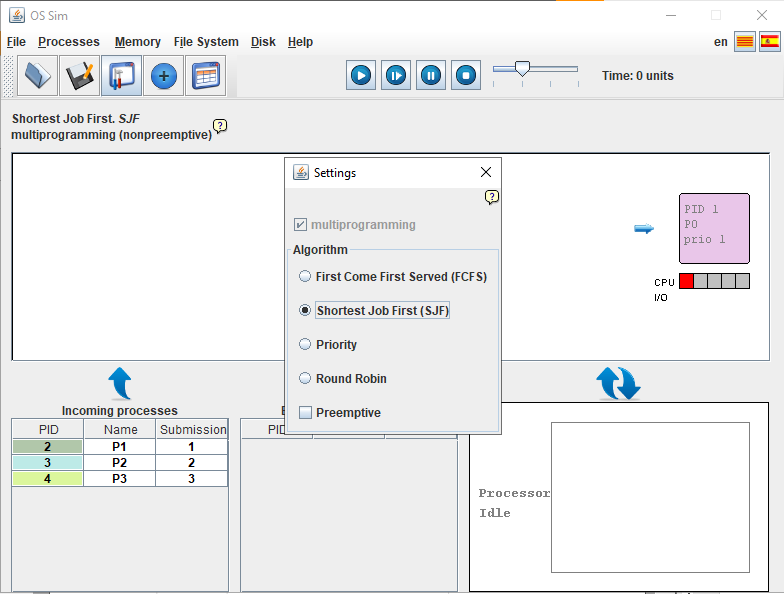 OS Sim
File Processes Memory File System Disk Help
en
Time: 0 units
Shortest Job First. SJF
multiprogramming (nonpreemptive)
?
Settings
?
multiprogramming
Algorithm
First Come First Served (FCFS)
Shortest Job First (SJF)
Priority
Round Robin
Preemptive
PID 1
P0
prio 1
CPU
I/O
Incoming processes
PID Name Submission
2 P1 1
3 P2 2
4 P3 3
Processor
Idle